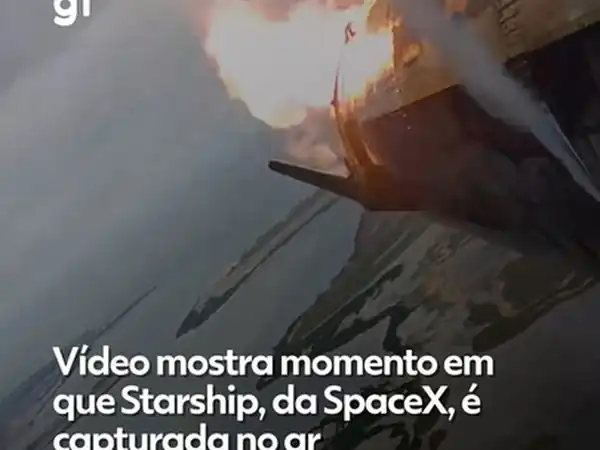 g1
Vídeo mostra momento em
que Starship, da SpaceX, é
capturada no ar